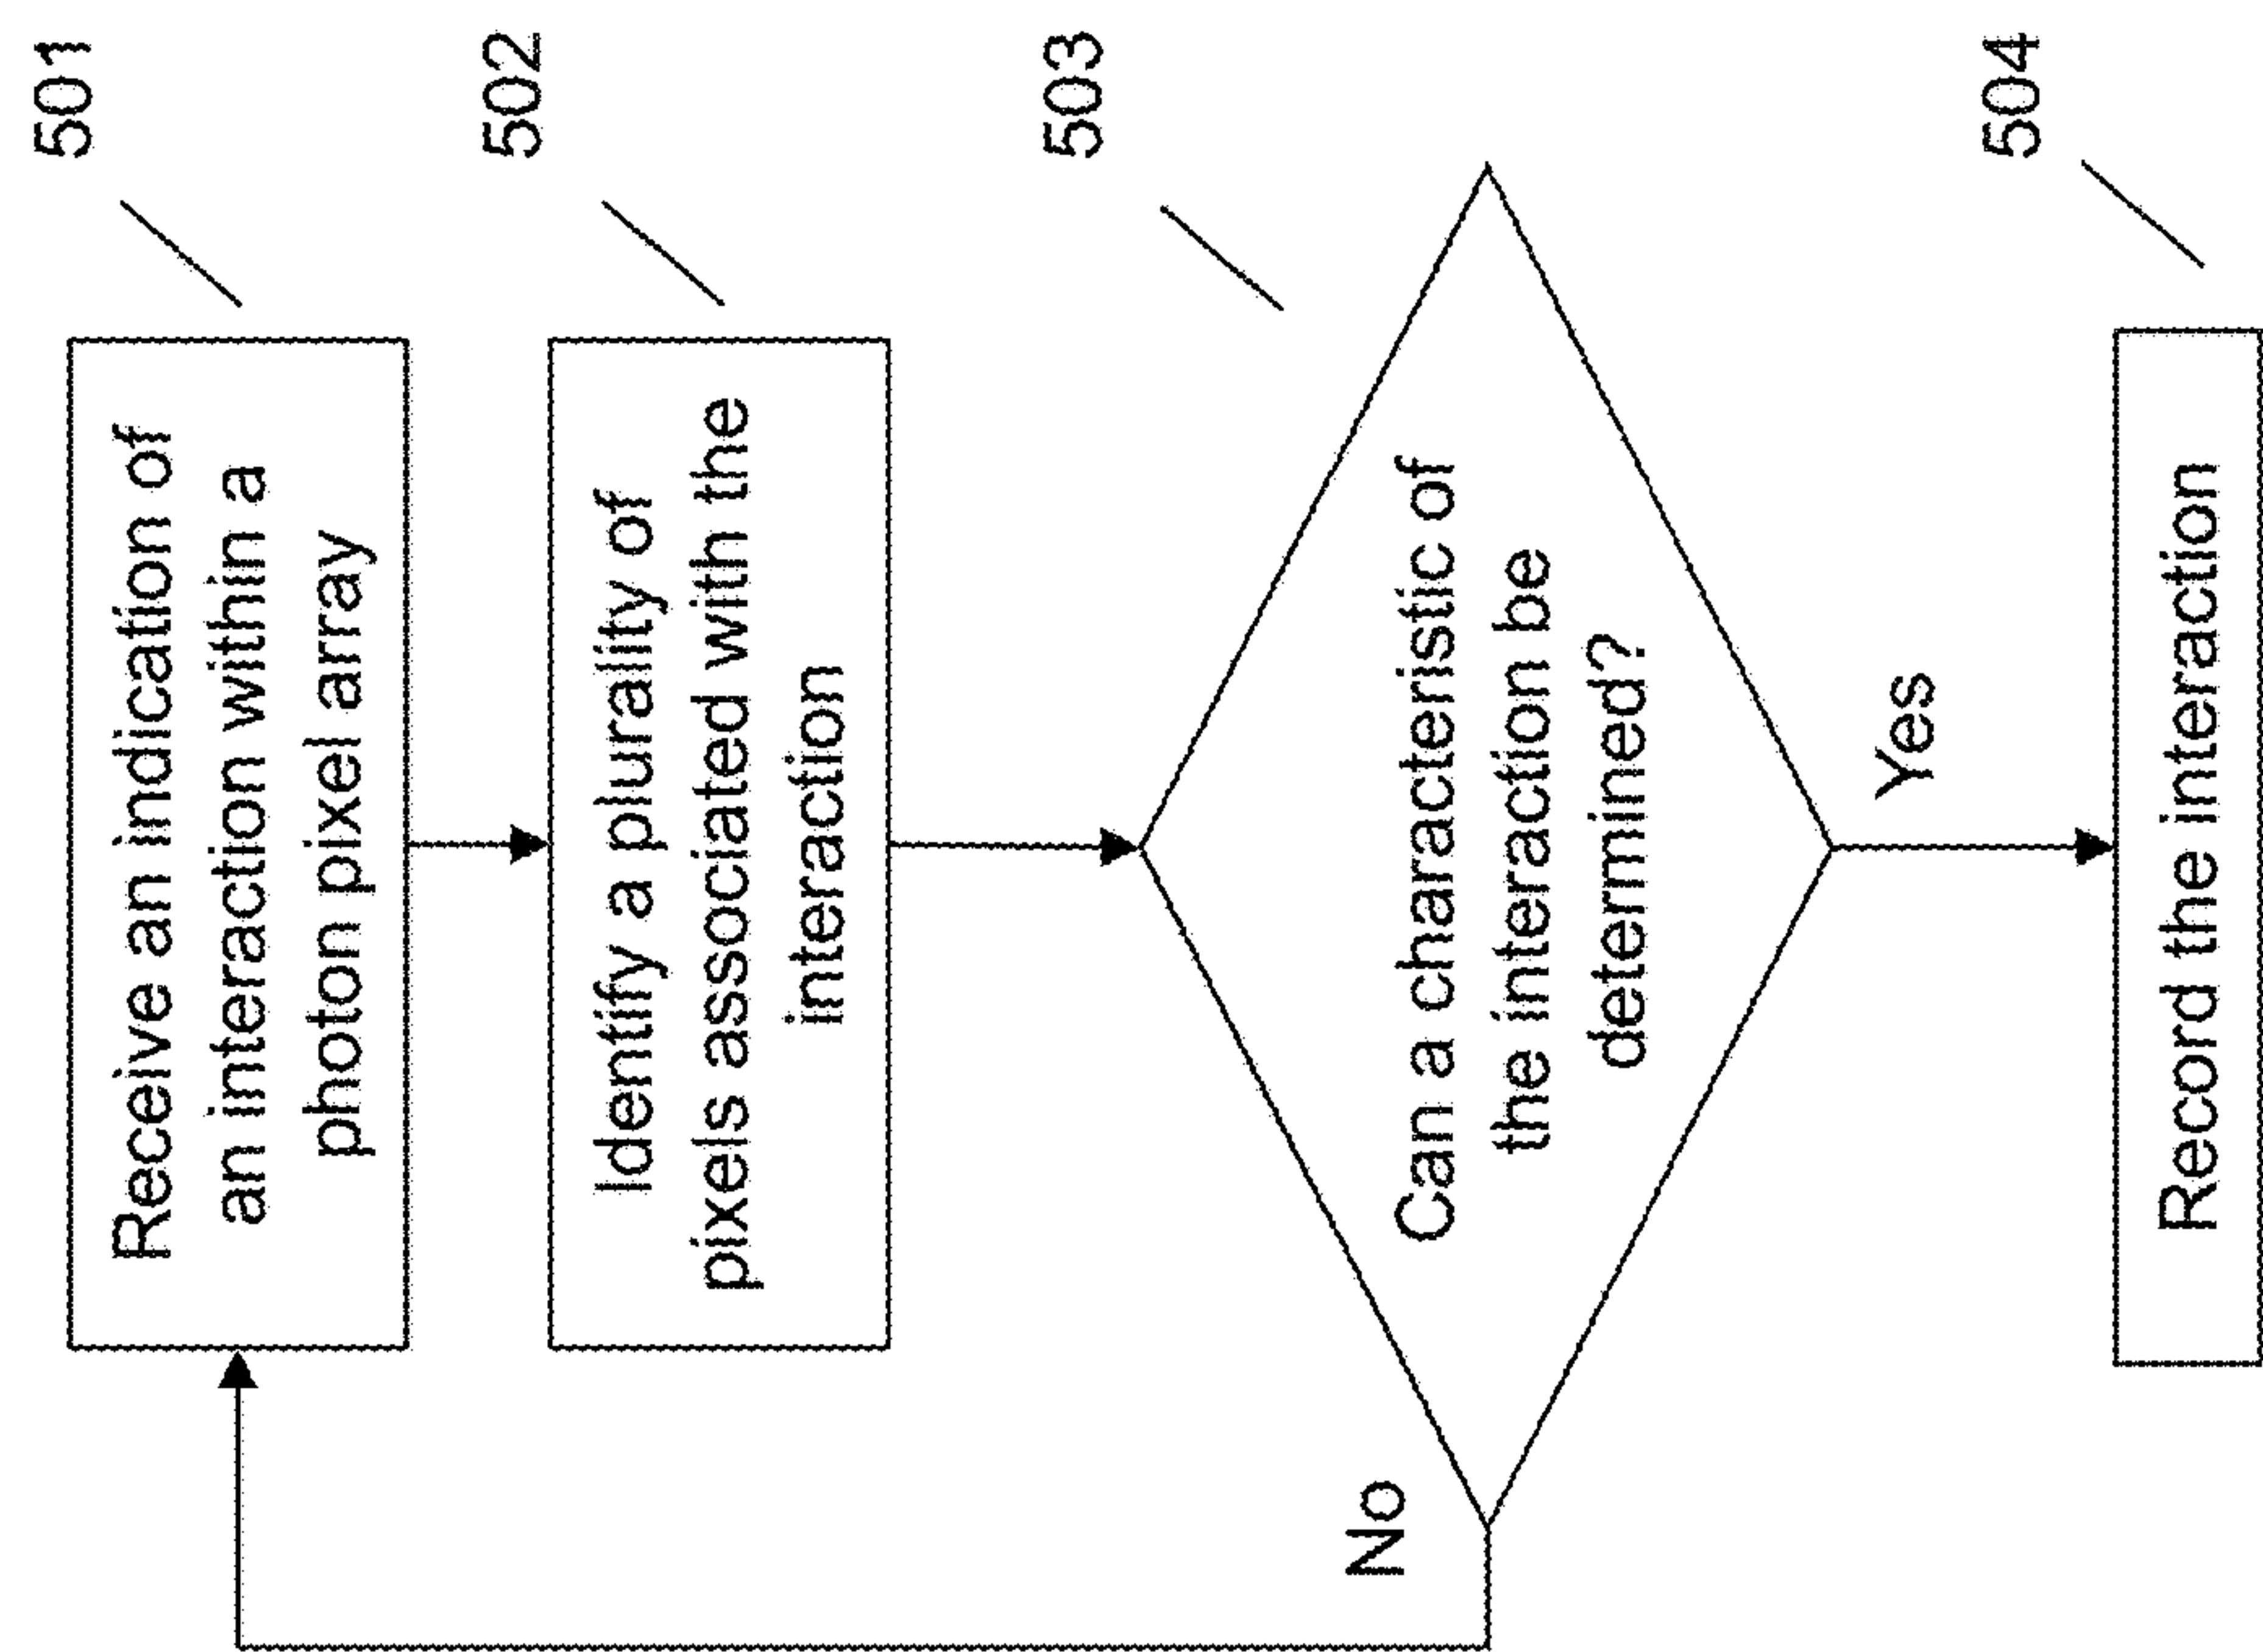 501
Receive an indication of
an interaction within a
photon pixel array
502
Identify a plurality of
pixels associated with the
interaction
503
Can a characteristic of
the interaction be
determined?
No
Yes
504
Record the interaction